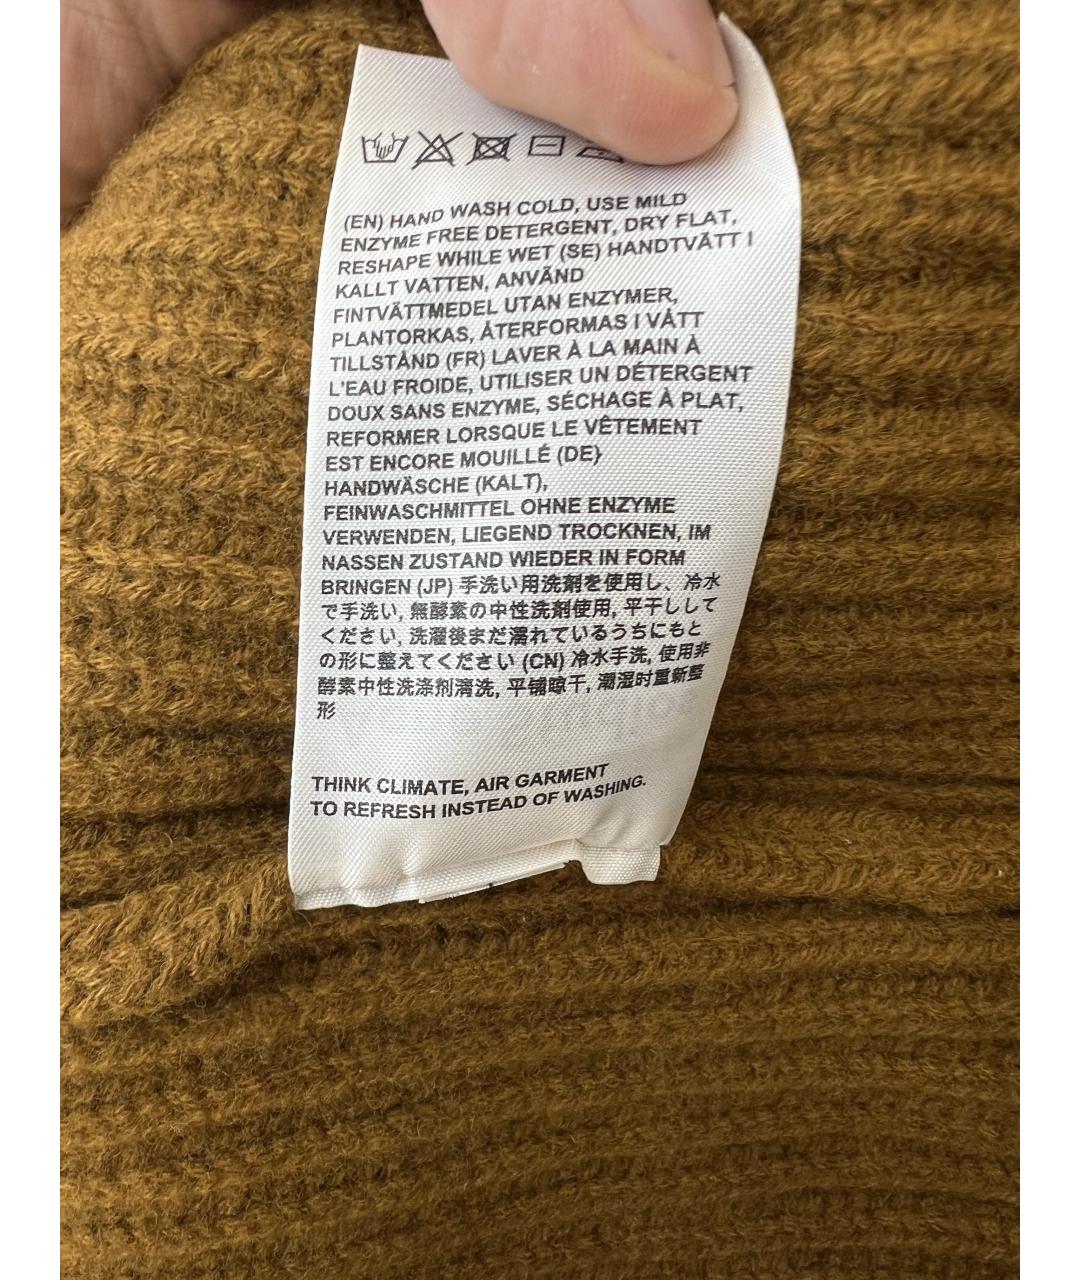 (EN) HAND WASH COLD, USE MILD
ENZYME FREE DETERGENT, DRY FLAT,
RESHAPE WHILE WET (SE) HANDTVÄTT I
KALLT VATTEN, ANVÄND
FINTVÄTTMEDEL UTAN ENZYMER,
PLANTORKAS, ÅTERFORMAS I VÅTT
TILLSTÅND (FR) LAVER À LA MAIN À
L'EAU FROIDE, UTILISER UN DÉTERGENT
DOUX SANS ENZYME, SÉCHAGE À PLAT,
REFORMER LORSQUE LE VÊTEMENT
EST ENCORE MOUILLÉ (DE)
HANDWÄSCHE (KALT),
FEINWASCHMITTEL OHNE ENZYME
VERWENDEN, LIEGEND TROCKNEN, IM
NASSEN ZUSTAND WIEDER IN FORM
BRINGEN (JP) 手洗い用洗剤を使用し、冷水
で手洗い, 無酵素の中性洗剤使用, 平干しして
ください, 洗濯後まだ濡れているうちにもと
の形に整えてください (CN) 冷水手洗, 使用非
酵素中性洗涤剂清洗, 平铺晾干, 潮湿时重新整
形
THINK CLIMATE, AIR GARMENT
TO REFRESH INSTEAD OF WASHING.